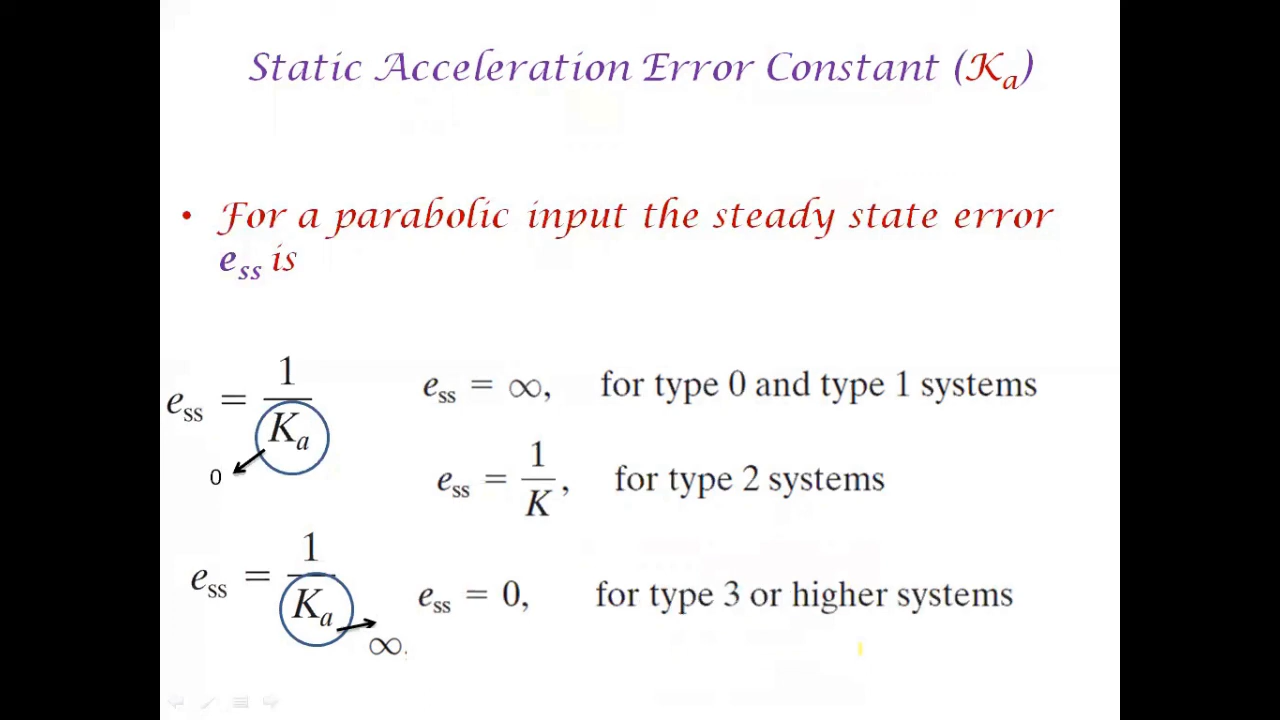 Static Acceleration Error Constant (Kₐ)
• For a parabolic input the steady state error
eₛₛ is
eₛₛ = 1/Kₐ
0
eₛₛ = ∞, for type 0 and type 1 systems
eₛₛ = 1/K, for type 2 systems
eₛₛ = 1/Kₐ
∞.
eₛₛ = 0, for type 3 or higher systems